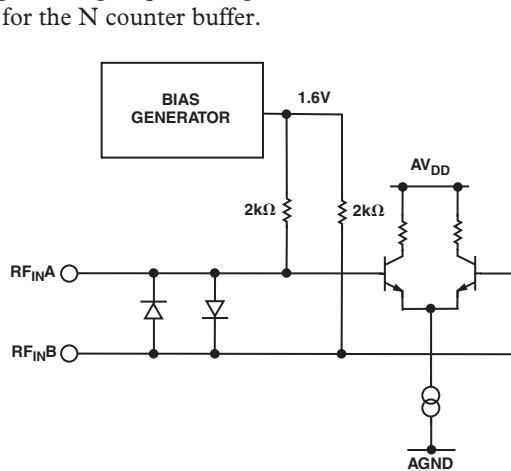 for the N counter buffer.
BIAS
GENERATOR
1.6V
AVDD
2kΩ
2kΩ
RFINA
RFINB
AGND